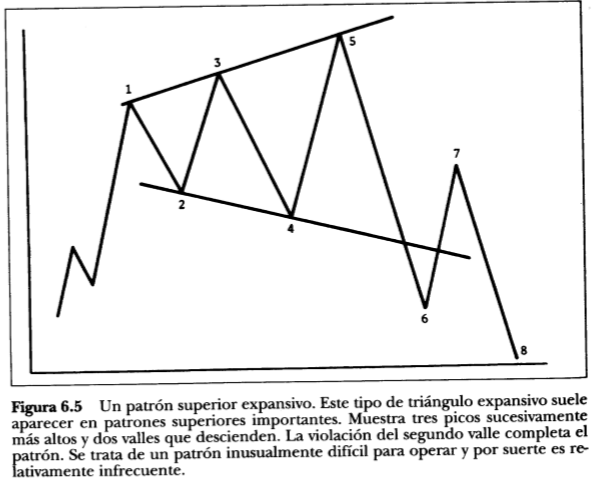 1
3
5
2
4
7
6
8
Figura 6.5 Un patrón superior expansivo. Este tipo de triángulo expansivo suele
aparecer en patrones superiores importantes. Muestra tres picos sucesivamente
más altos y dos valles que descienden. La violación del segundo valle completa el
patrón. Se trata de un patrón inusualmente difícil para operar y por suerte es re-
lativamente infrecuente.